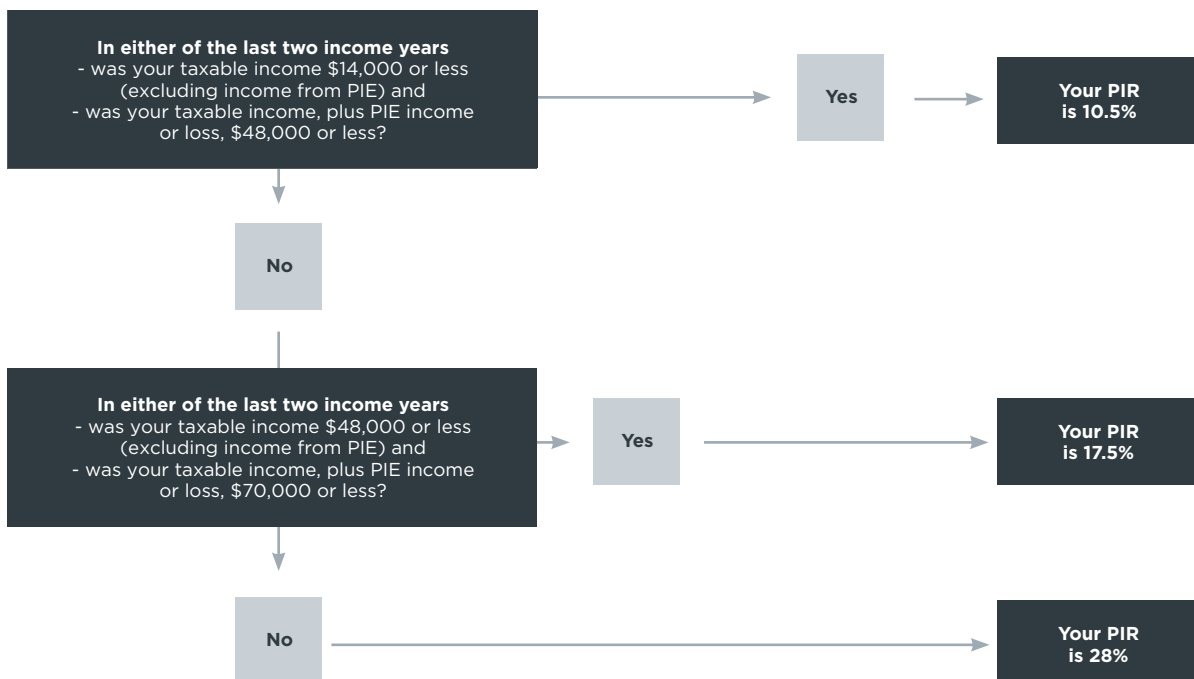 In either of the last two income years
- was your taxable income $14,000 or less
(excluding income from PIE) and
- was your taxable income, plus PIE income
or loss, $48,000 or less?
Yes
Your PIR
is 10.5%
No
In either of the last two income years
- was your taxable income $48,000 or less
(excluding income from PIE) and
- was your taxable income, plus PIE income
or loss, $70,000 or less?
Yes
Your PIR
is 17.5%
No
Your PIR
is 28%